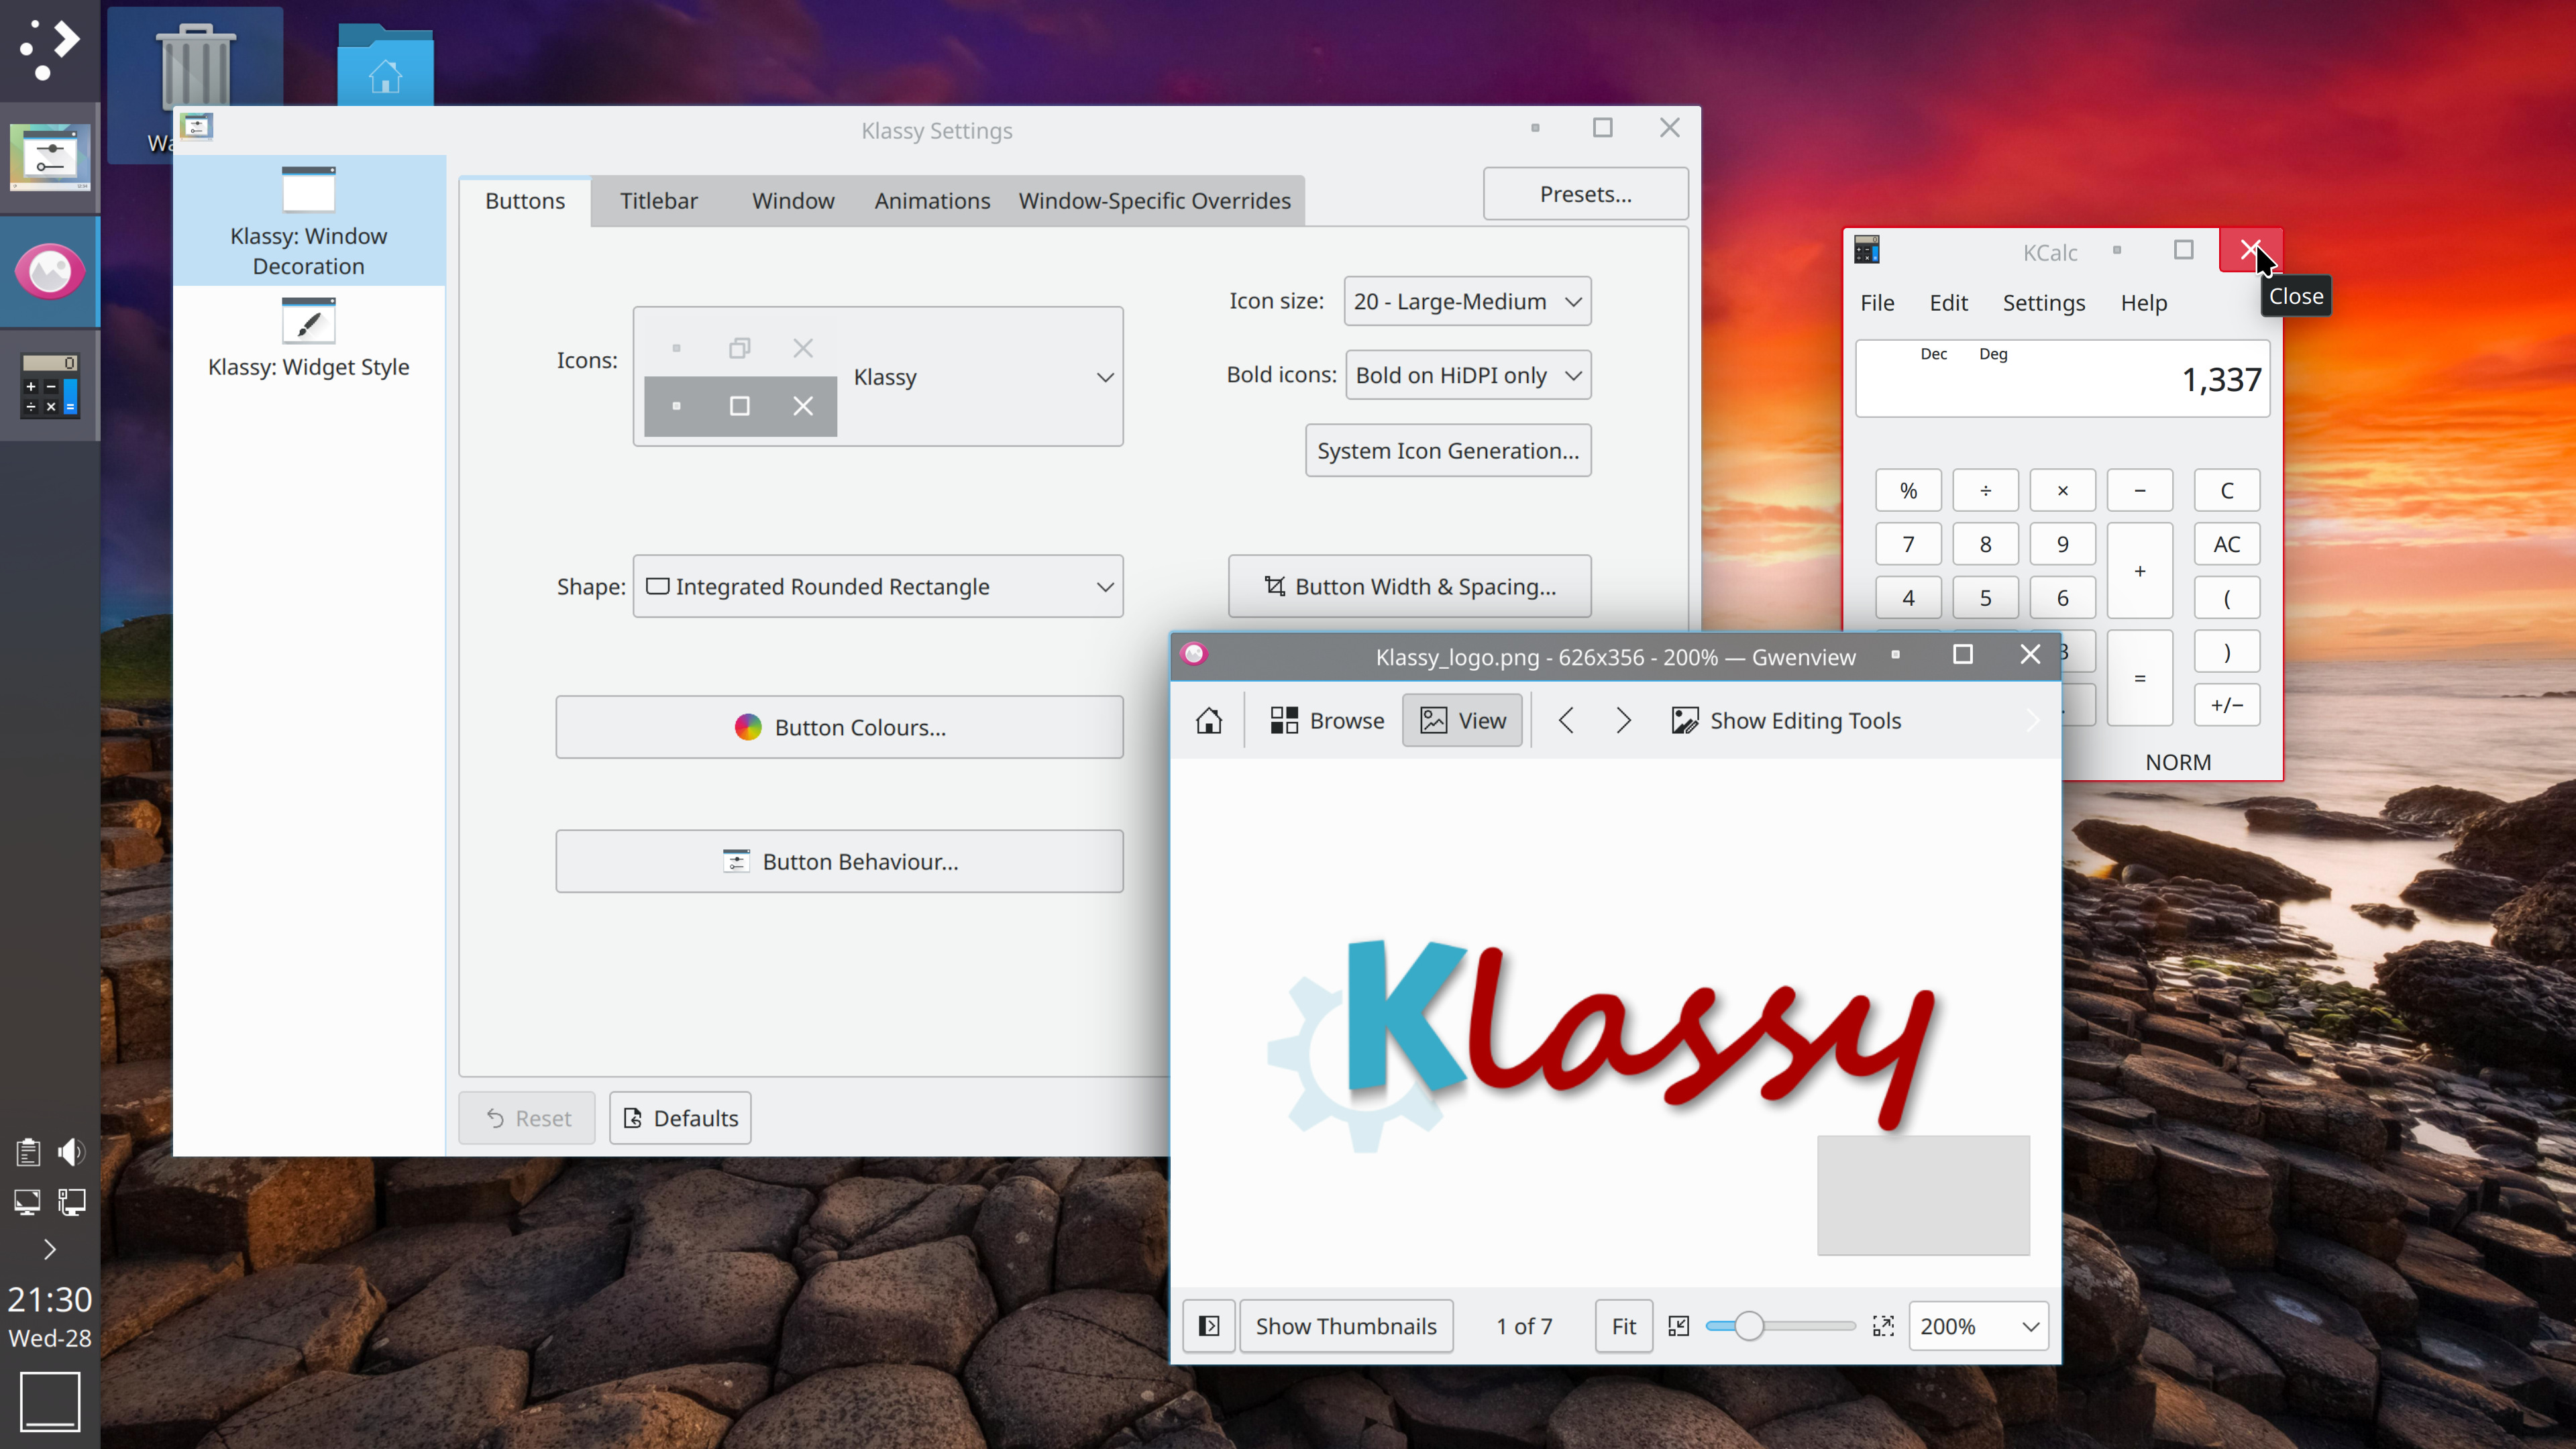 Wa
Klassy Settings
Klassy: Window
Decoration
Klassy: Widget Style
Buttons
Titlebar
Window
Animations
Window-Specific Overrides
Presets...
Icons:
Klassy
Icon size:
20 - Large-Medium
Bold icons:
Bold on HiDPI only
System Icon Generation...
Shape:
Integrated Rounded Rectangle
Button Width & Spacing...
Button Colours...
Button Behaviour...
Reset
Defaults
KCalc
Close
File Edit Settings Help
Dec Deg
1,337
% ÷ × − C
7 8 9 AC
+
4 5 6 (
3 )
=
. +/−
NORM
Klassy_logo.png - 626x356 - 200% — Gwenview
Browse
View
Show Editing Tools
Klassy
Show Thumbnails
1 of 7
Fit
200%
0
21:30
Wed-28